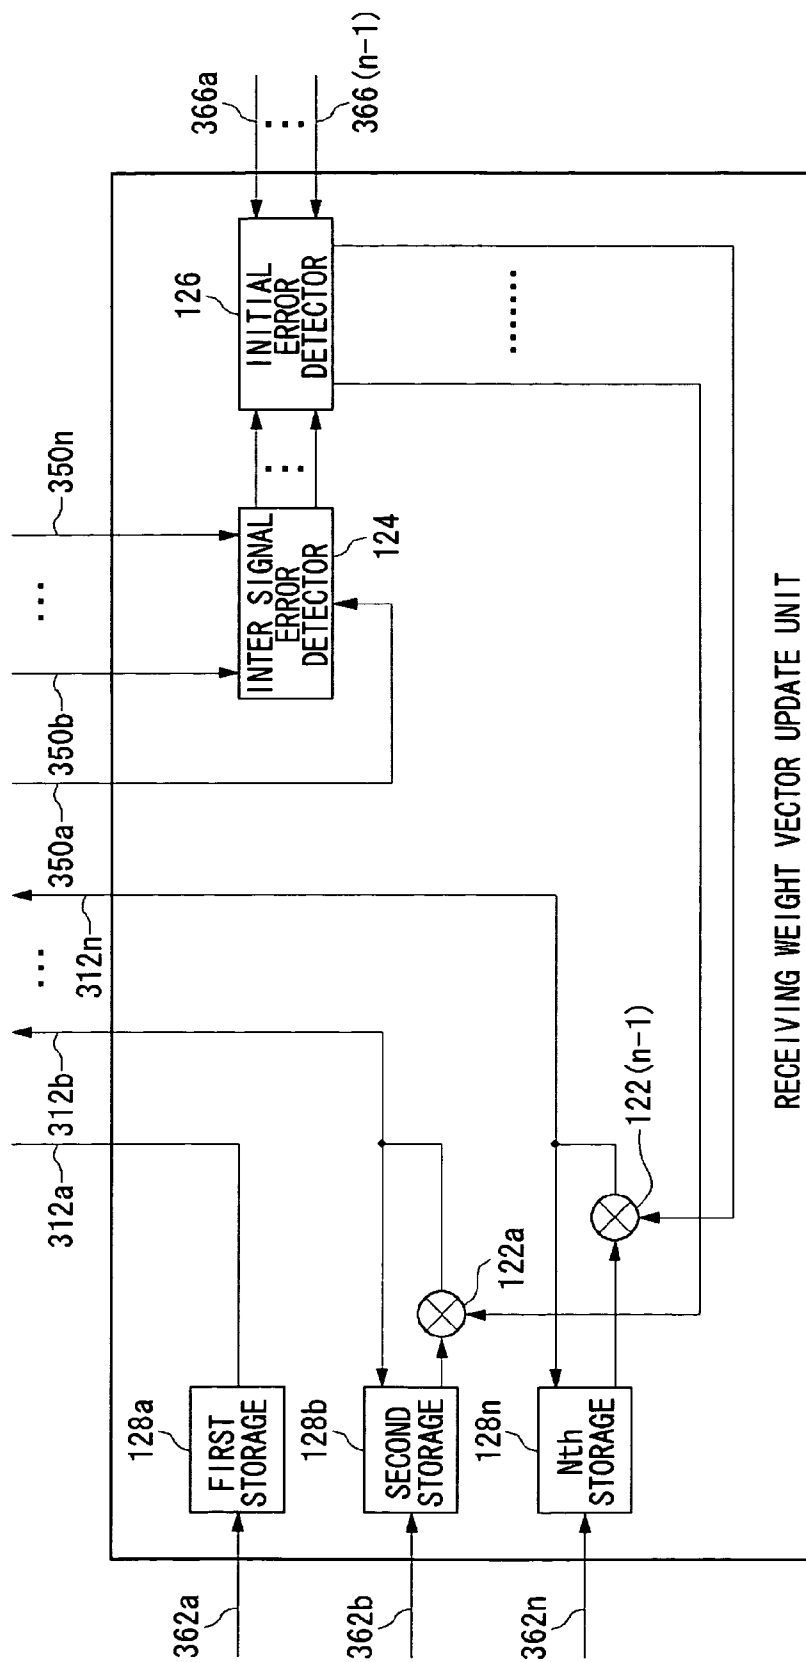 362a
362b
362n
128a
FIRST
STORAGE
128b
SECOND
STORAGE
128n
Nth
STORAGE
122a
122(n-1)
312a
312b
...
312n
350a
350b
...
350n
INTER SIGNAL
ERROR
DETECTOR
124
...
126
INITIAL
ERROR
DETECTOR
.......
366a
...
366(n-1)
RECEIVING WEIGHT VECTOR UPDATE UNIT